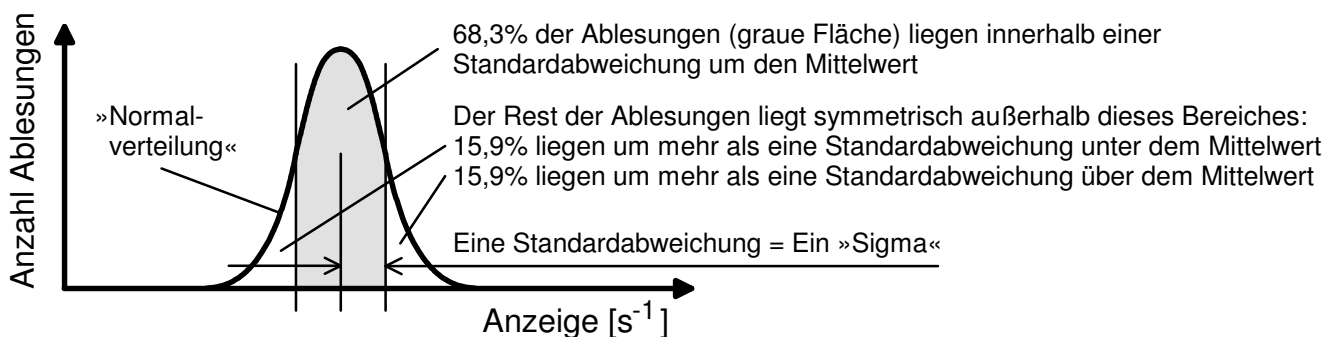 Anzahl Ablesungen
68,3% der Ablesungen (graue Fläche) liegen innerhalb einer
Standardabweichung um den Mittelwert
»Normal-
verteilung«
Der Rest der Ablesungen liegt symmetrisch außerhalb dieses Bereiches:
15,9% liegen um mehr als eine Standardabweichung unter dem Mittelwert
15,9% liegen um mehr als eine Standardabweichung über dem Mittelwert
Eine Standardabweichung = Ein »Sigma«
Anzeige [s⁻¹]